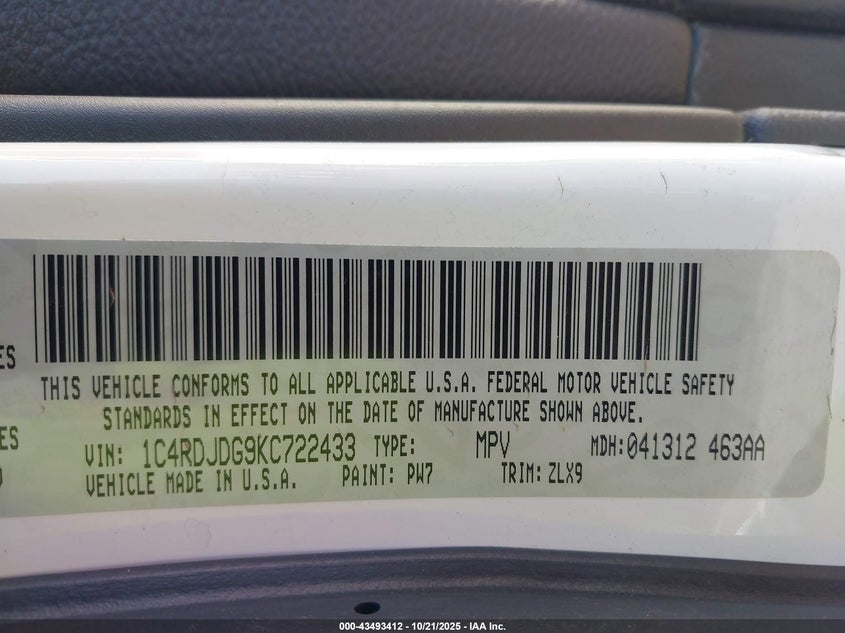 ES
THIS VEHICLE CONFORMS TO ALL APPLICABLE U.S.A. FEDERAL MOTOR VEHICLE SAFETY
STANDARDS IN EFFECT ON THE DATE OF MANUFACTURE SHOWN ABOVE.
ES
VIN: 1C4RDJDG9KC722433 TYPE: MPV MDH:041312 463AA
VEHICLE MADE IN U.S.A. PAINT: PW7 TRIM: ZLX9
000-43493412 - 10/21/2025 - IAA Inc.